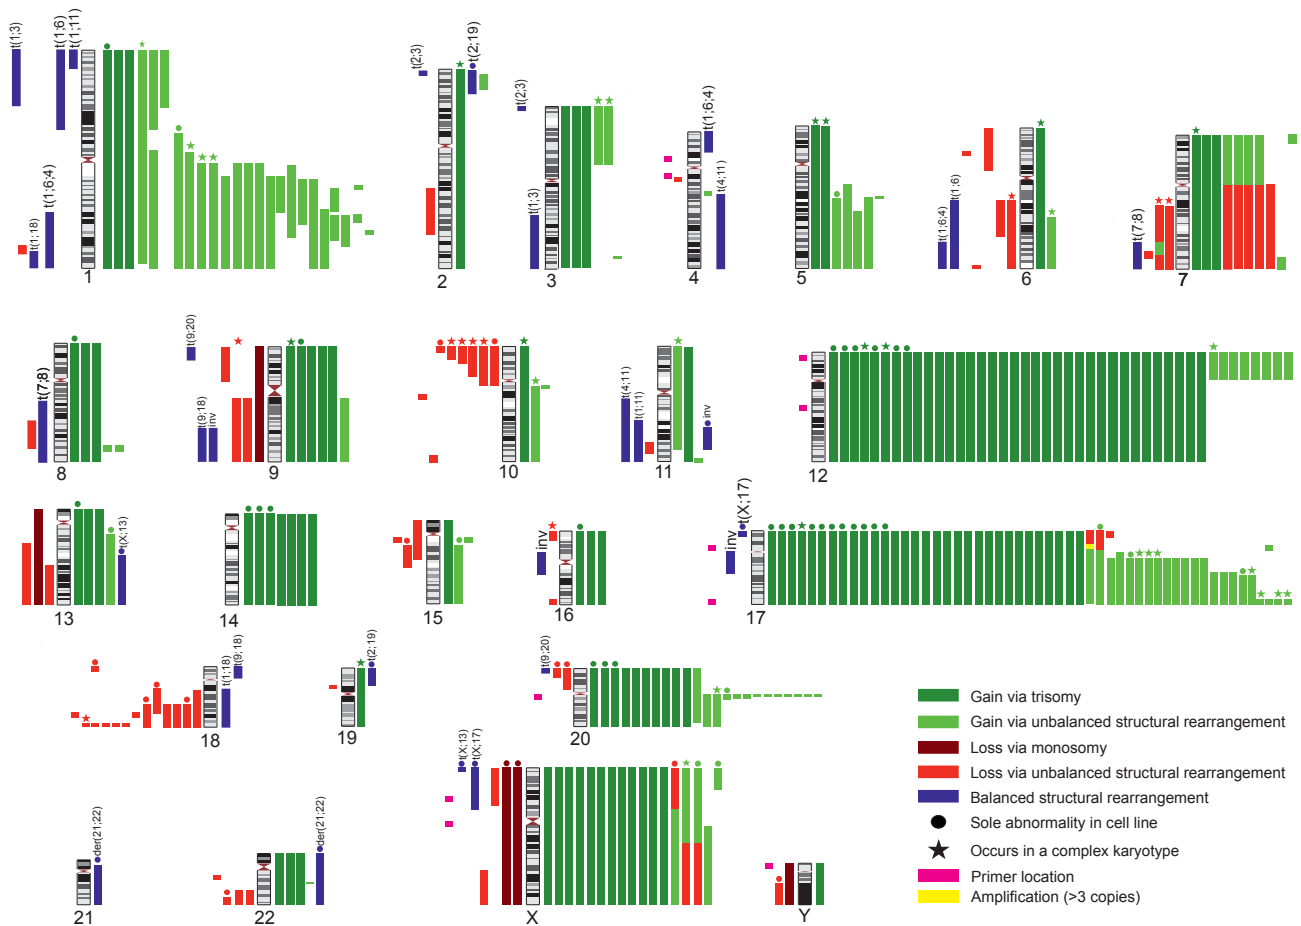 t(1;3)
t(1;6)
t(1;11)
t(1;18)
t(1;6;4)
1
t(2;3)
t(2;19)
2
t(2;3)
t(1;3)
3
t(1;6;4)
t(4;11)
4
5
t(1;6;4)
t(1;6)
6
t(7;8)
7
t(7;8)
8
t(9;20)
t(9;18)
inv
9
10
t(4;11)
t(1;11)
inv
11
12
t(X;13)
13
14
15
inv
16
inv
t(X;17)
17
t(1;18)
t(9;18)
18
t(2;19)
19
t(9;20)
20
der(21;22)
21
der(21;22)
22
t(X;13)
t(X;17)
X
Y
Gain via trisomy
Gain via unbalanced structural rearrangement
Loss via monosomy
Loss via unbalanced structural rearrangement
Balanced structural rearrangement
Sole abnormality in cell line
Occurs in a complex karyotype
Primer location
Amplification (>3 copies)